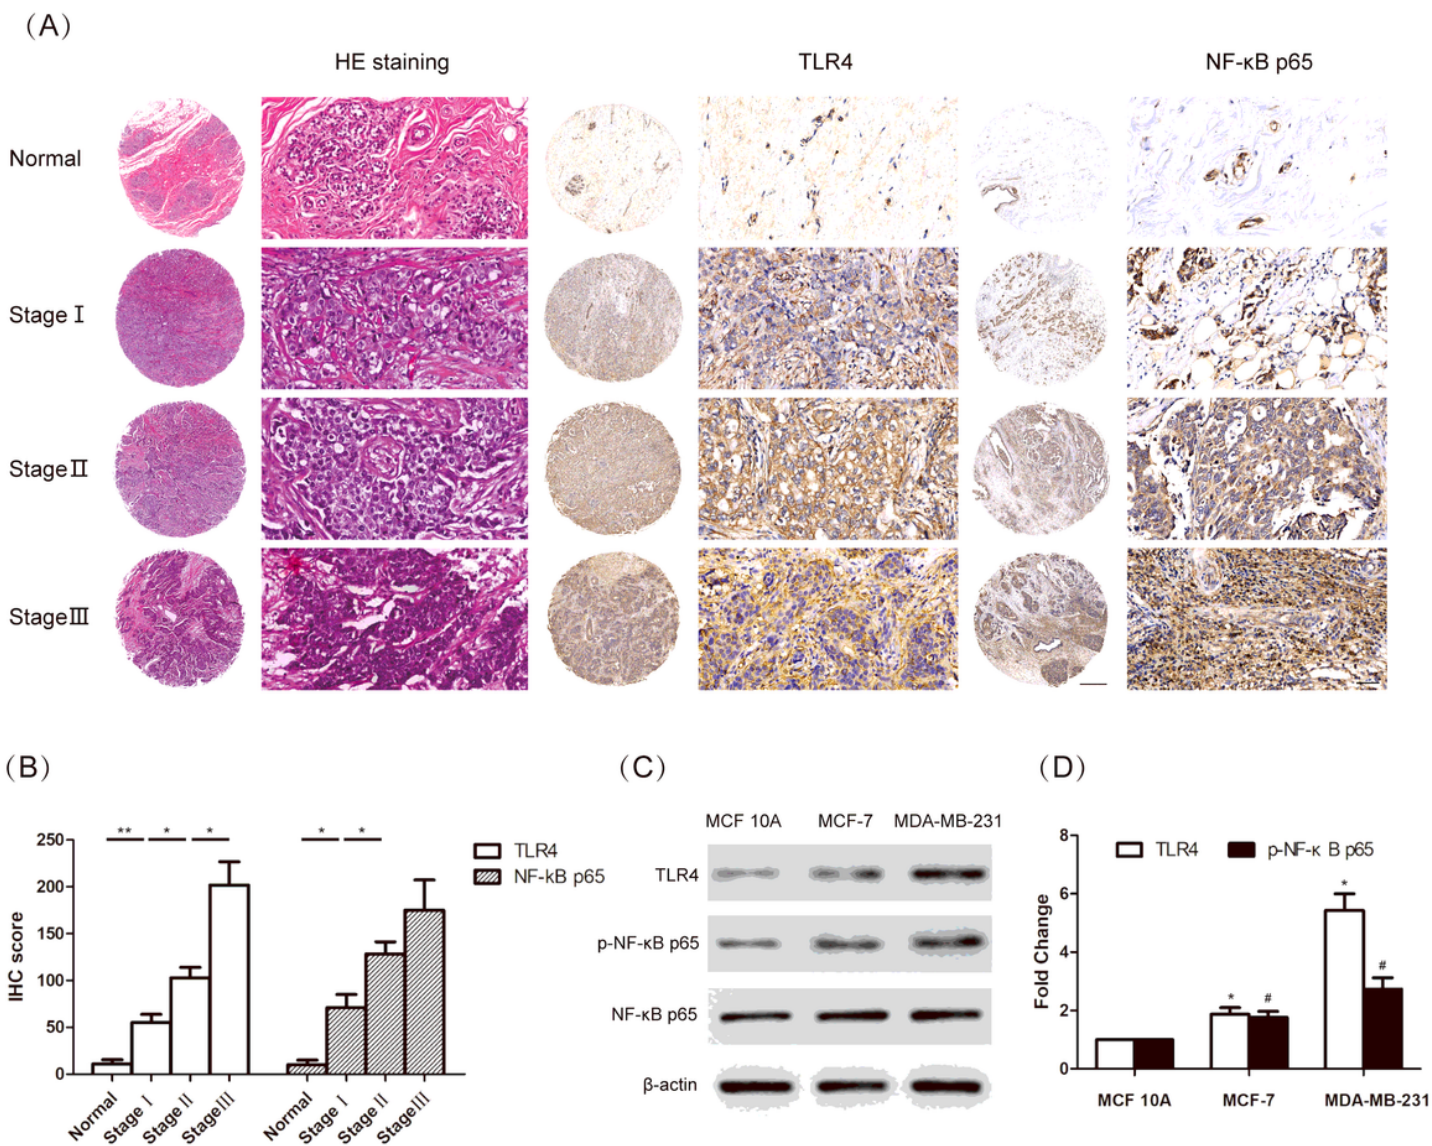 (A)
HE staining TLR4 NF-κB p65
Normal
Stage Ⅰ
Stage Ⅱ
Stage Ⅲ
(B)
250
200
150
100
50
0
IHC score
** * * * *
TLR4
NF-kB p65
Normal Stage Ⅰ Stage Ⅱ Stage Ⅲ Normal Stage Ⅰ Stage Ⅱ Stage Ⅲ
(C)
MCF 10A MCF-7 MDA-MB-231
TLR4
p-NF-κB p65
NF-κB p65
β-actin
(D)
8
6
4
2
0
Fold Change
TLR4 p-NF-κ B p65
* # * #
MCF 10A MCF-7 MDA-MB-231